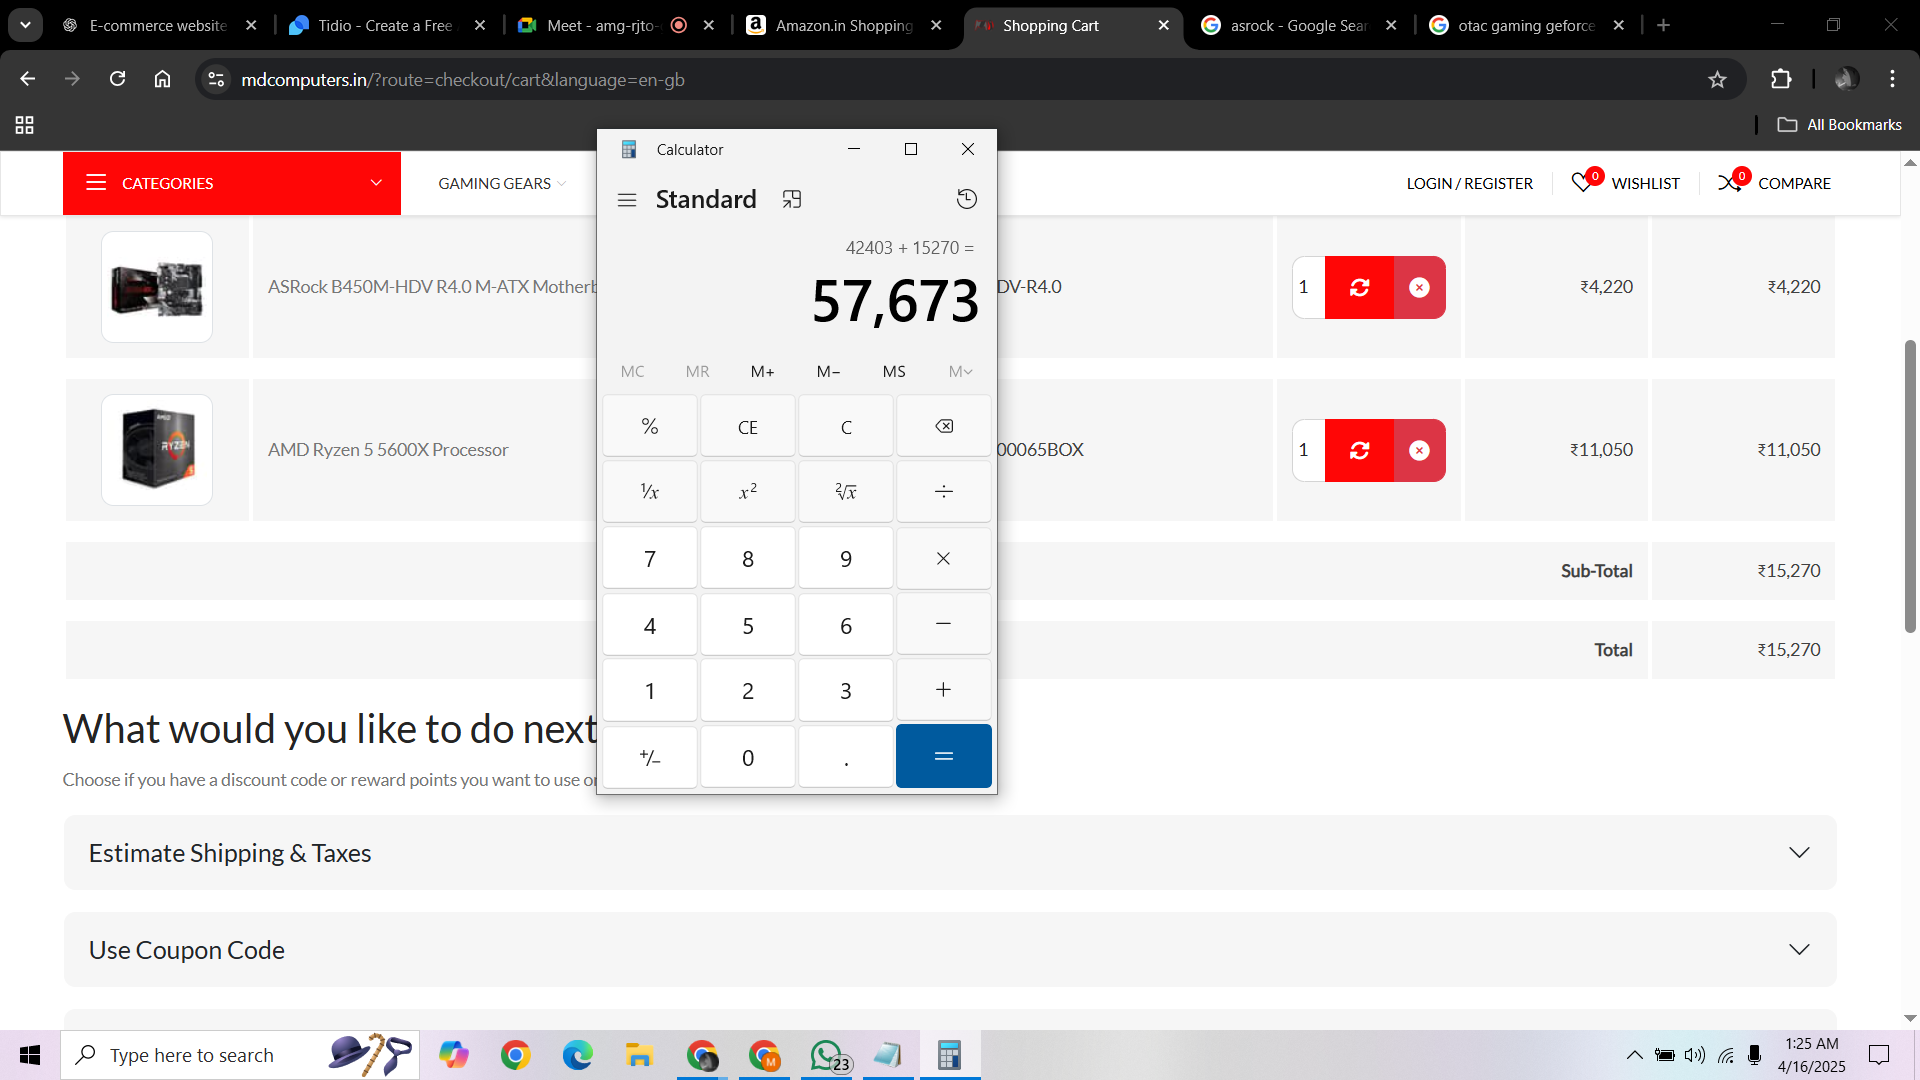 E-commerce website
Tidio - Create a Free
Meet - amg-rjto-
Amazon.in Shopping
Shopping Cart
asrock - Google Sear
otac gaming geforce
mdcomputers.in/?route=checkout/cart&language=en-gb
All Bookmarks
CATEGORIES
GAMING GEARS
LOGIN / REGISTER
0
WISHLIST
0
COMPARE
Calculator
Standard
42403 + 15270 =
57,673
MC MR M+ M− MS M
% CE C
¹⁄x x² ²√x ÷
7 8 9 ×
4 5 6 −
1 2 3 +
+/− 0 . =
ASRock B450M-HDV R4.0 M-ATX Motherb
DV-R4.0
1
₹4,220
₹4,220
AMD Ryzen 5 5600X Processor
00065BOX
1
₹11,050
₹11,050
Sub-Total
₹15,270
Total
₹15,270
What would you like to do next
Choose if you have a discount code or reward points you want to use or
Estimate Shipping & Taxes
Use Coupon Code
Type here to search
M
23
1:25 AM
4/16/2025